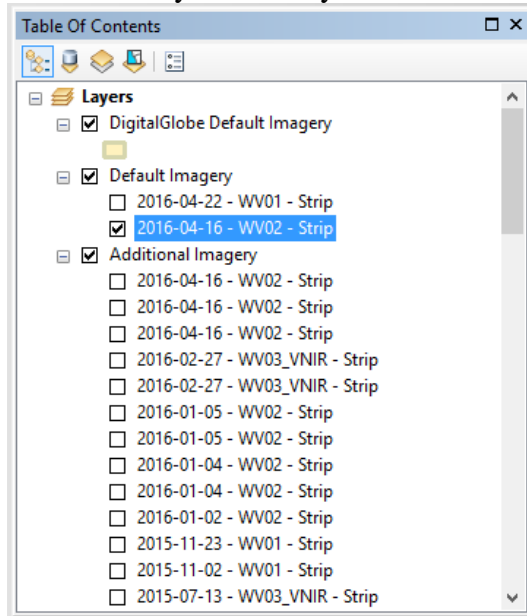 Table Of Contents
Layers
DigitalGlobe Default Imagery
Default Imagery
2016-04-22 - WV01 - Strip
2016-04-16 - WV02 - Strip
Additional Imagery
2016-04-16 - WV02 - Strip
2016-04-16 - WV02 - Strip
2016-04-16 - WV02 - Strip
2016-02-27 - WV03_VNIR - Strip
2016-02-27 - WV03_VNIR - Strip
2016-01-05 - WV02 - Strip
2016-01-05 - WV02 - Strip
2016-01-04 - WV02 - Strip
2016-01-04 - WV02 - Strip
2016-01-02 - WV02 - Strip
2015-11-23 - WV01 - Strip
2015-11-02 - WV01 - Strip
2015-07-13 - WV03_VNIR - Strip